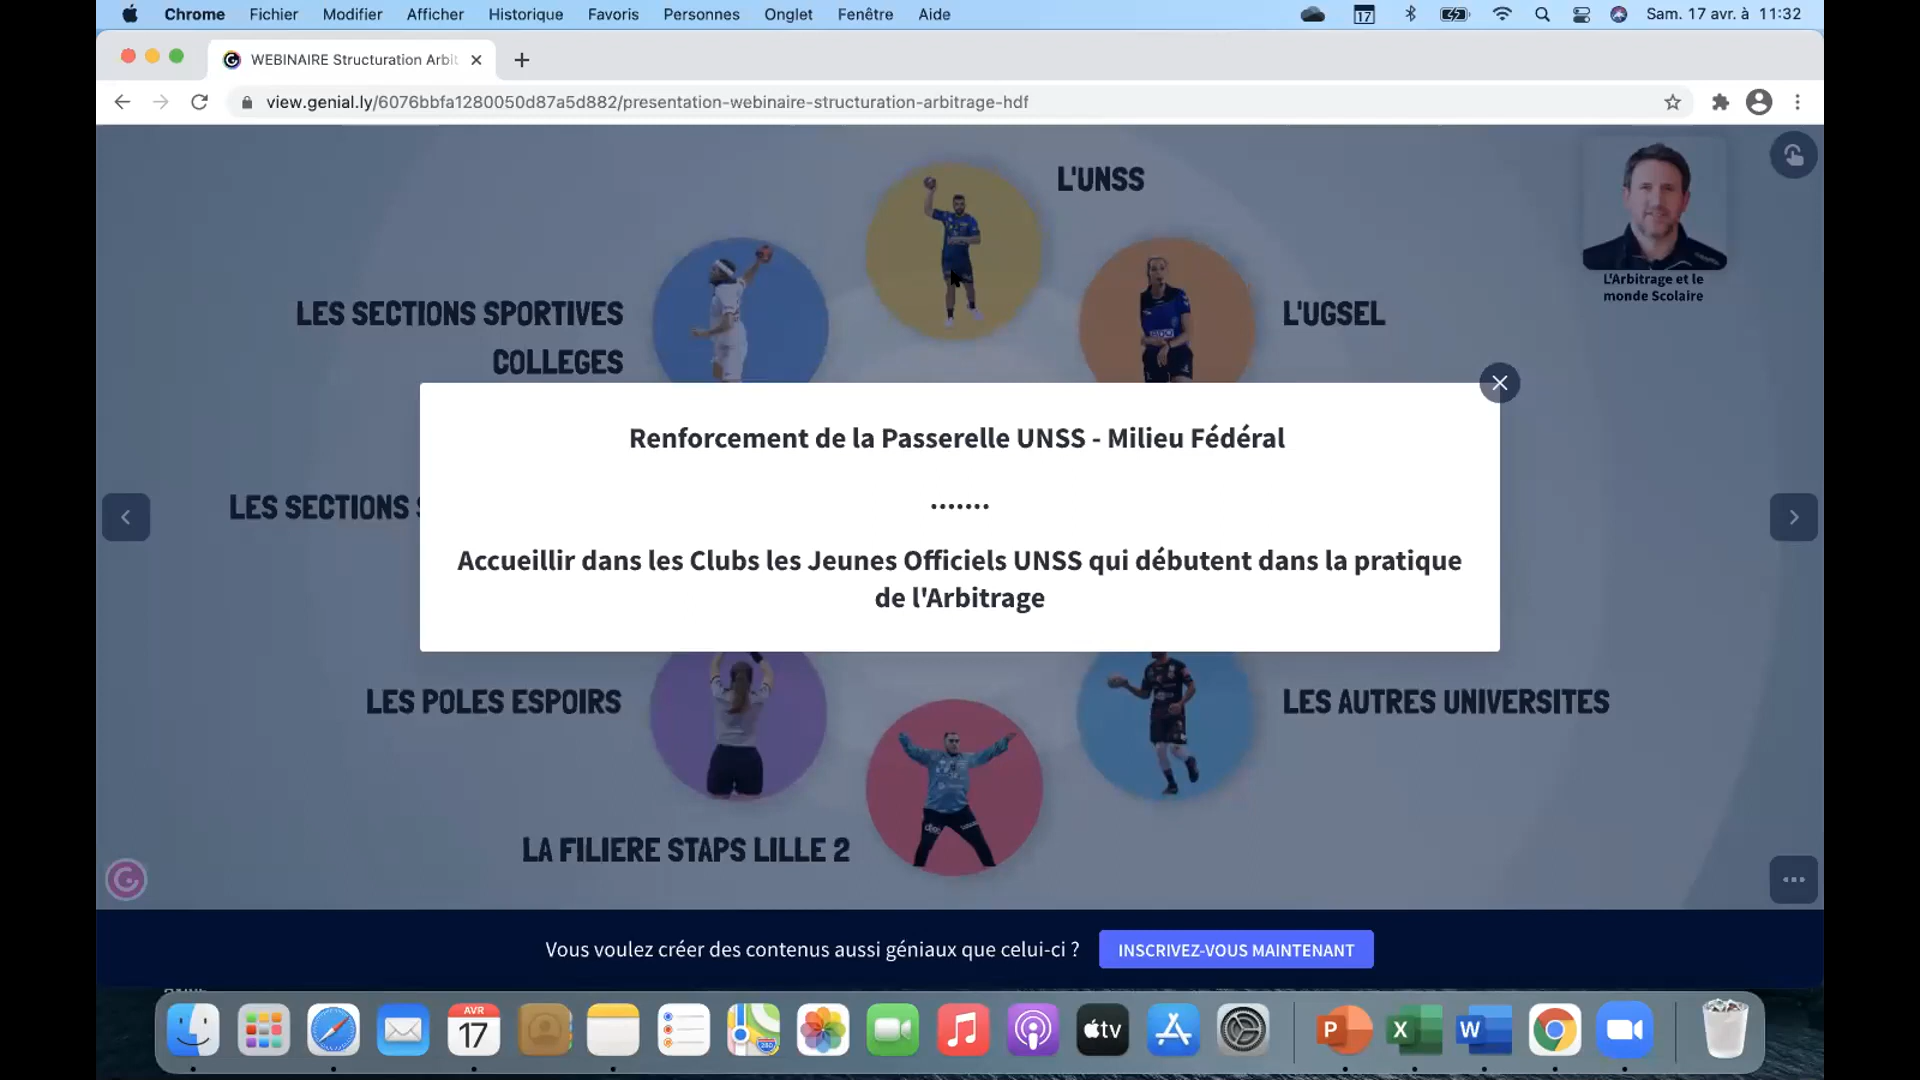 Chrome Fichier Modifier Afficher Historique Favoris Personnes Onglet Fenêtre Aide 17 Sam. 17 avr. à 11:32
WEBINAIRE Structuration Arbit
view.genial.ly/6076bbfa1280050d87a5d882/presentation-webinaire-structuration-arbitrage-hdf
L'UNSS
L'Arbitrage et le
monde Scolaire
LES SECTIONS SPORTIVES
COLLEGES
L'UGSEL
Renforcement de la Passerelle UNSS - Milieu Fédéral
.......
LES SECTIONS
Accueillir dans les Clubs les Jeunes Officiels UNSS qui débutent dans la pratique
de l'Arbitrage
LES POLES ESPOIRS
LES AUTRES UNIVERSITES
LA FILIERE STAPS LILLE 2
Vous voulez créer des contenus aussi géniaux que celui-ci ? INSCRIVEZ-VOUS MAINTENANT
AVR
17
280
tv
P X W